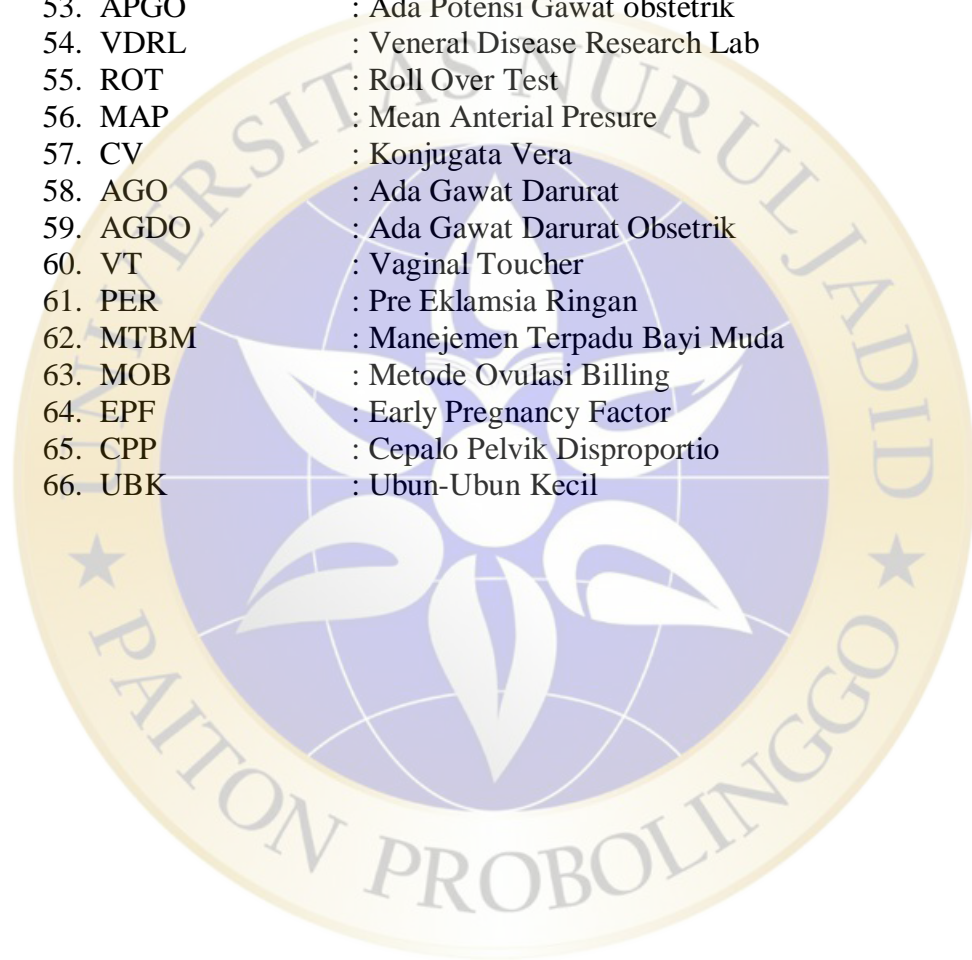 53. APGO : Ada Potensi Gawat obstetrik
54. VDRL : Veneral Disease Research Lab
55. ROT : Roll Over Test
56. MAP : Mean Anterial Presure
57. CV : Konjugata Vera
58. AGO : Ada Gawat Darurat
59. AGDO : Ada Gawat Darurat Obsetrik
60. VT : Vaginal Toucher
61. PER : Pre Eklamsia Ringan
62. MTBM : Manejemen Terpadu Bayi Muda
63. MOB : Metode Ovulasi Billing
64. EPF : Early Pregnancy Factor
65. CPP : Cepalo Pelvik Disproportio
66. UBK : Ubun-Ubun Kecil
UNIVERSITAS NURUL JADID
PAITON PROBOLINGGO